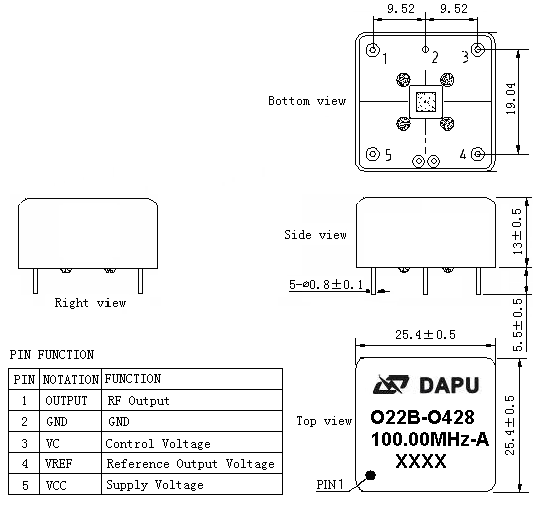 9.52 9.52
1 2 3
Bottom view
19.04
5 4
Side view
13±0.5
5-ø0.8±0.1
Right view
5.5±0.5
25.4±0.5
PIN FUNCTION
PIN NOTATION FUNCTION
1 OUTPUT RF Output
2 GND GND
3 VC Control Voltage
4 VREF Reference Output Voltage
5 VCC Supply Voltage
DAPU
Top view
O22B-O428
100.00MHz-A
XXXX
25.4±0.5
PIN1